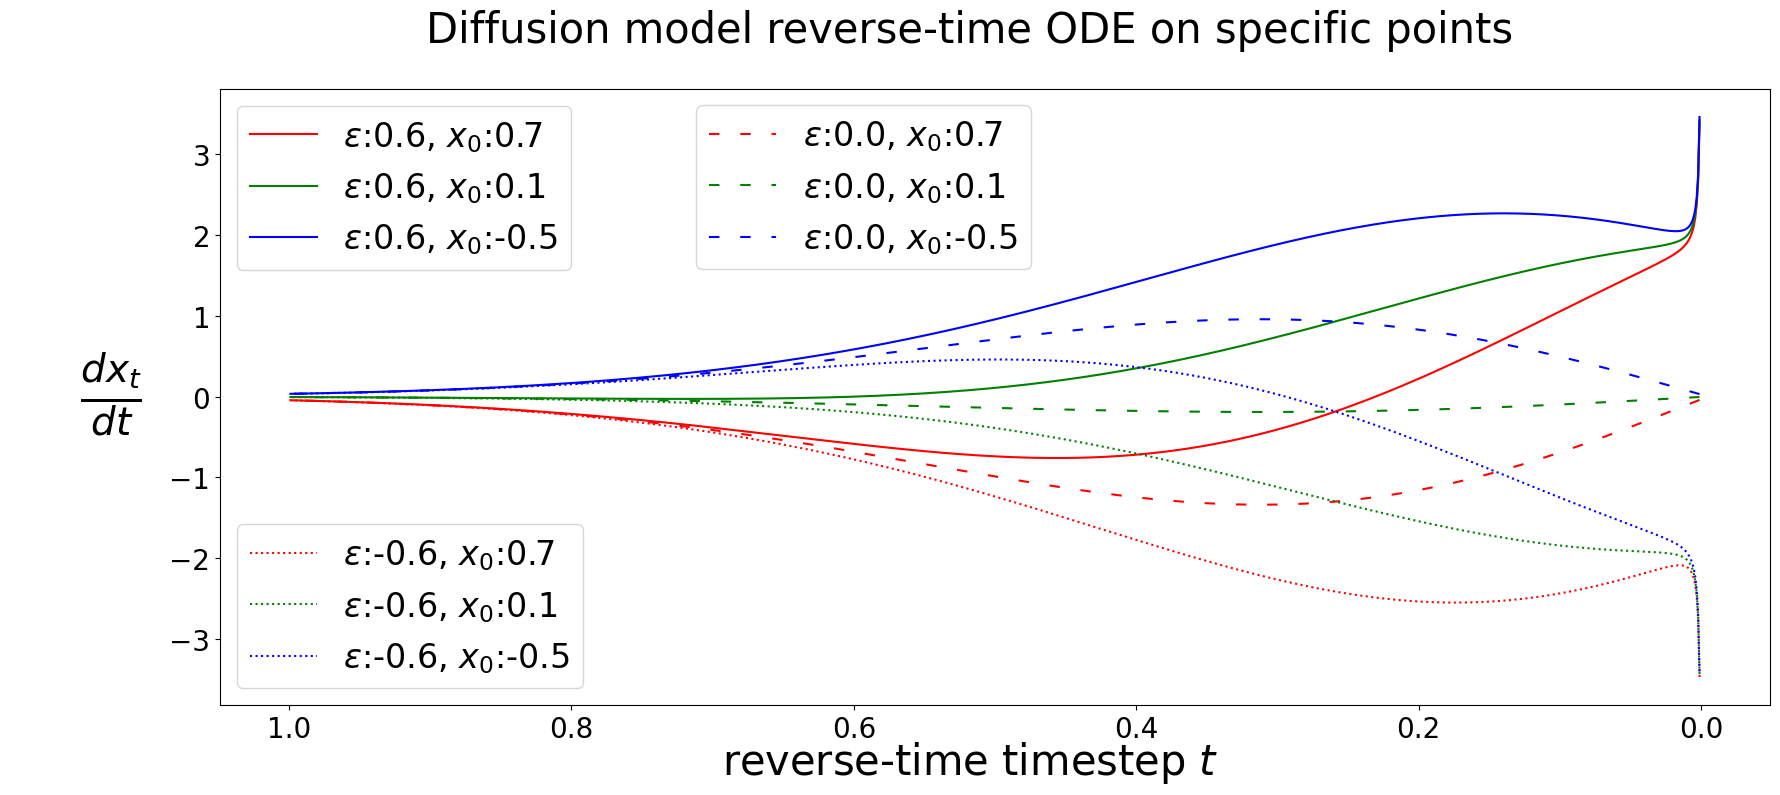 Diffusion model reverse-time ODE on specific points
ε:0.6, x₀:0.7
ε:0.6, x₀:0.1
ε:0.6, x₀:-0.5
ε:0.0, x₀:0.7
ε:0.0, x₀:0.1
ε:0.0, x₀:-0.5
3
2
1
0
−1
−2
−3
dxₜ
dt
ε:-0.6, x₀:0.7
ε:-0.6, x₀:0.1
ε:-0.6, x₀:-0.5
1.0 0.8 0.6 0.4 0.2 0.0
reverse-time timestep t